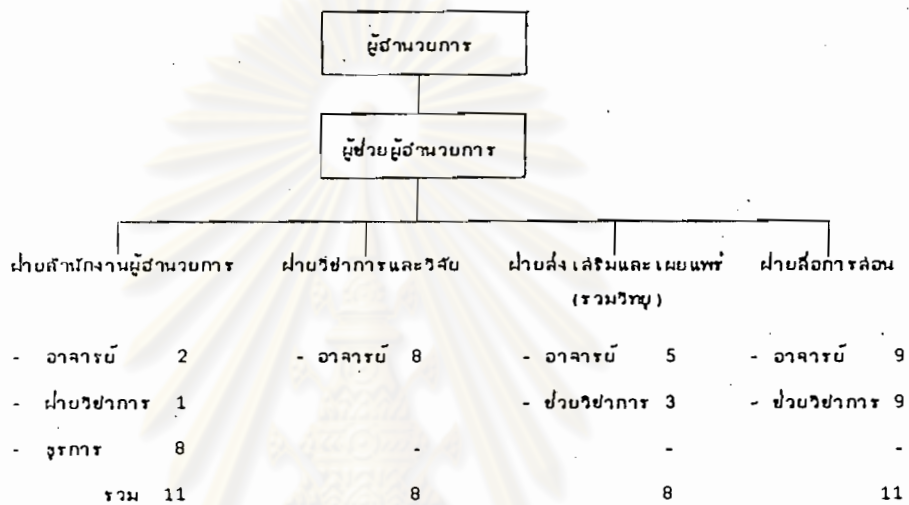 ผู้อำนวยการ
ผู้ช่วยผู้อำนวยการ
ฝ่ายสำนักงานผู้อำนวยการ ฝ่ายวิชาการและวิจัย ฝ่ายส่งเสริมและเผยแพร่ ฝ่ายสื่อการสอน
(รวมวิทยุ)
- อาจารย์ 2 - อาจารย์ 8 - อาจารย์ 5 - อาจารย์ 9
- ฝ่ายวิชาการ 1 - ช่วยวิชาการ 3 - ช่วยวิชาการ 9
- ธุรการ 8 - - -
รวม 11 8 8 11